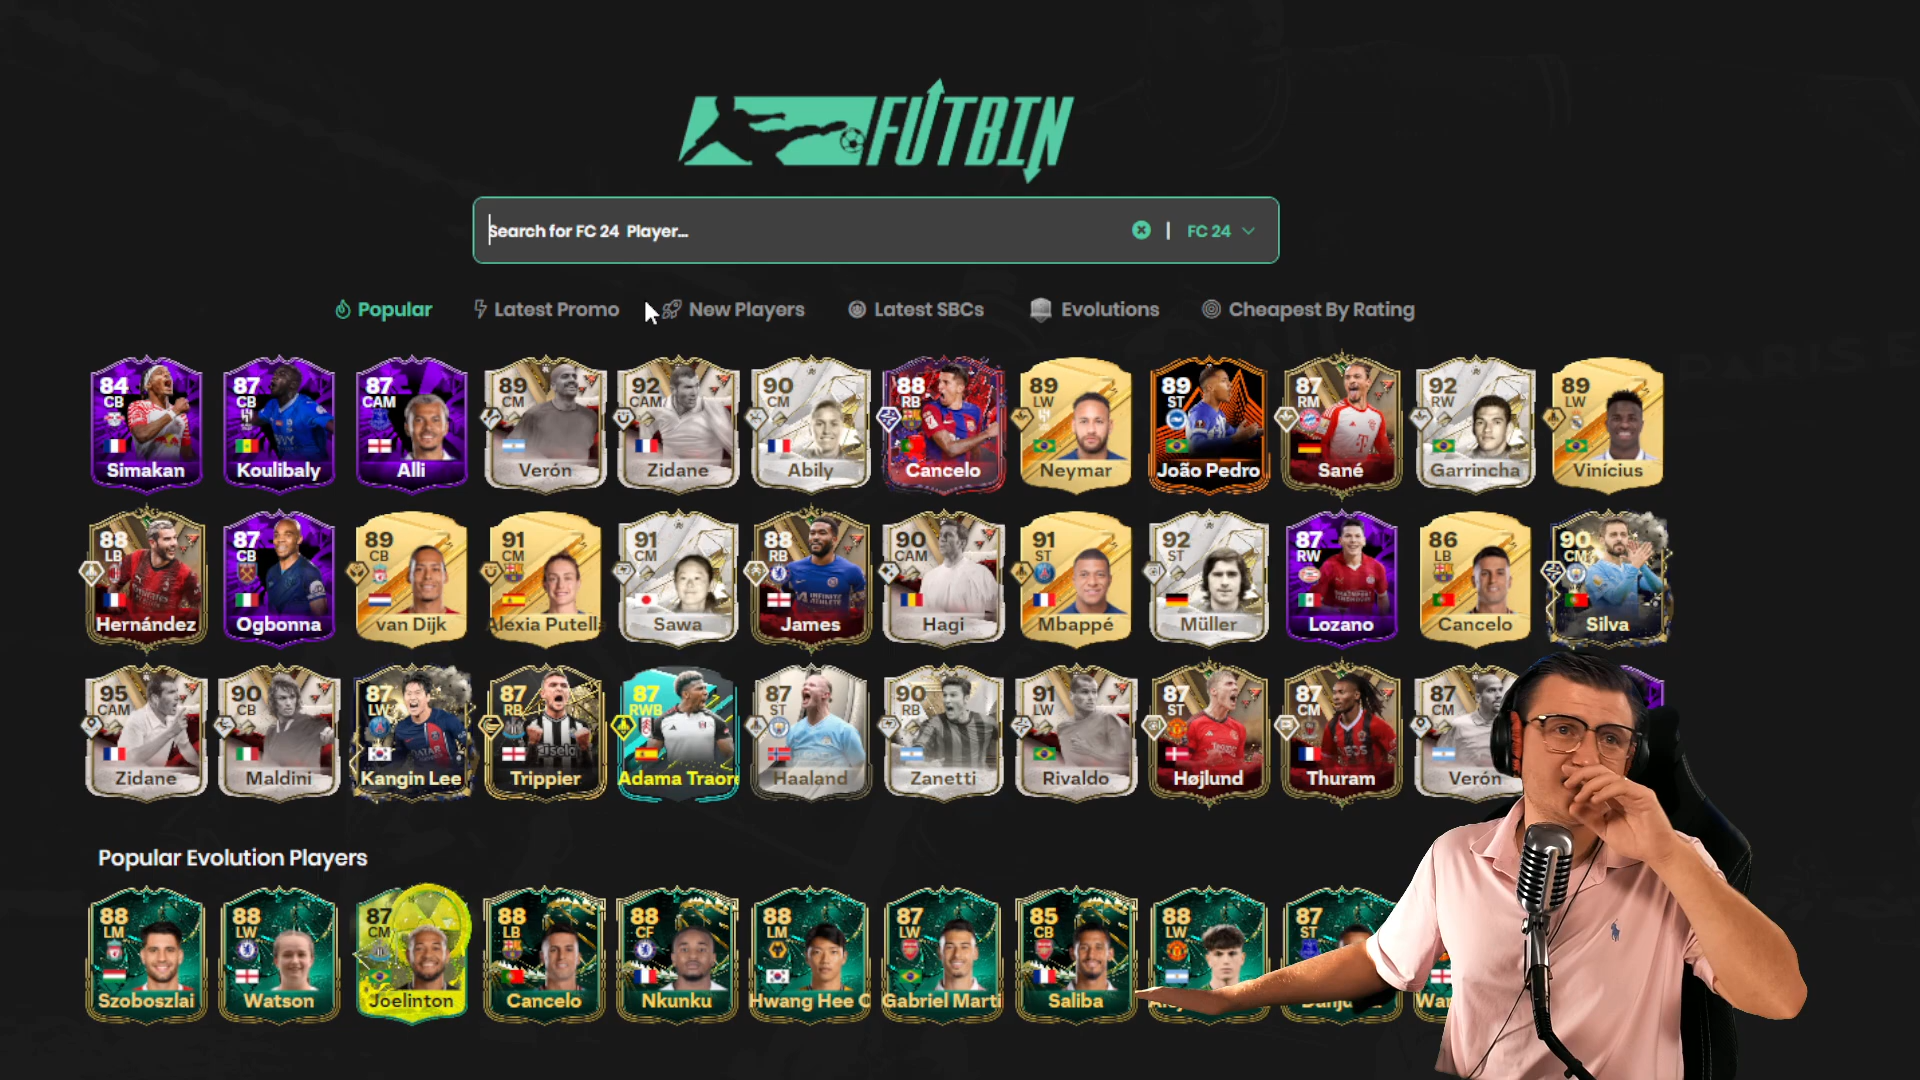 FUTBIN
Search for FC 24 Player...
FC 24
Popular
Latest Promo
New Players
Latest SBCs
Evolutions
Cheapest By Rating
84 CB Simakan
87 CB Koulibaly
87 CAM Alli
89 CM Verón
92 CAM Zidane
90 CM Abily
88 RB Cancelo
89 LW Neymar
89 ST João Pedro
87 RM Sané
92 RW Garrincha
89 LW Vinícius
88 LB Hernández
87 CB Ogbonna
89 CB van Dijk
91 CM Alexia Putella
91 CM Sawa
88 RB James
90 CAM Hagi
91 ST Mbappé
92 ST Müller
87 RW Lozano
86 LB Cancelo
90 CM Silva
95 CAM Zidane
90 CB Maldini
87 LW Kangin Lee
87 RB Trippier
87 RWB Adama Traor
87 ST Haaland
90 RB Zanetti
91 LW Rivaldo
87 ST Højlund
87 CM Thuram
87 CM Verón
Popular Evolution Players
88 LM Szoboszlai
88 LW Watson
87 CM Joelinton
88 LB Cancelo
88 CF Nkunku
88 LM Hwang Hee C
87 LW Gabriel Marti
85 CB Saliba
88 LW
87 ST